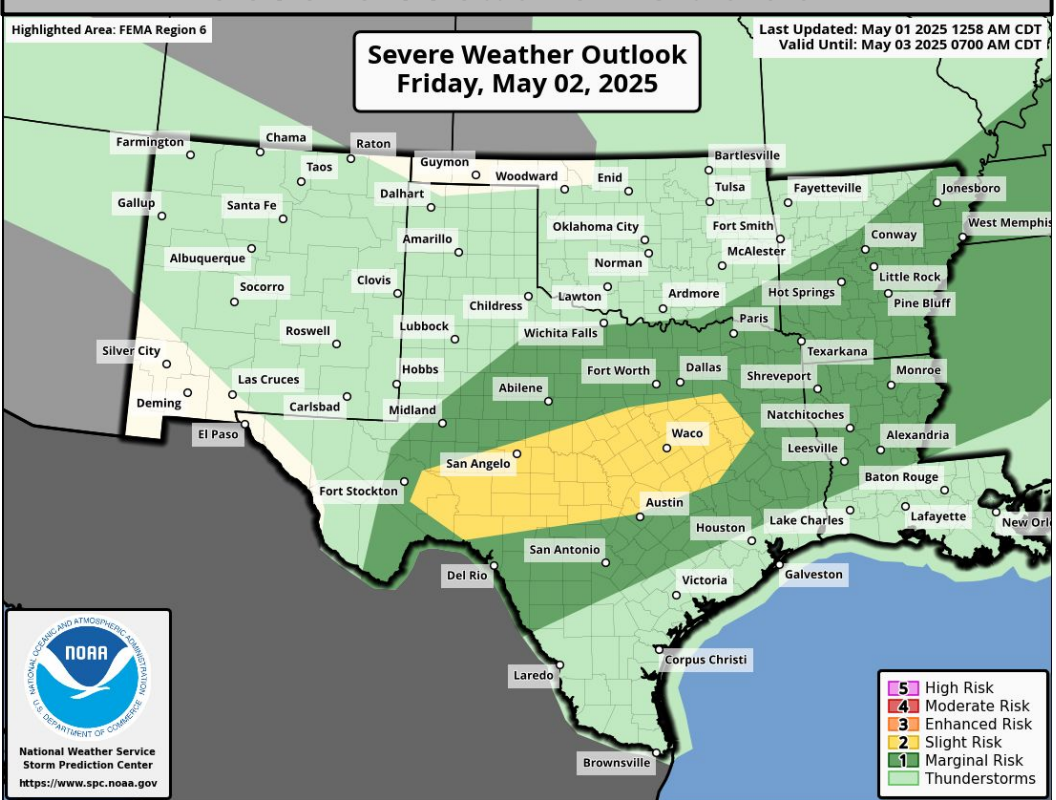 Highlighted Area: FEMA Region 6
Last Updated: May 01 2025 1258 AM CDT
Valid Until: May 03 2025 0700 AM CDT
Severe Weather Outlook
Friday, May 02, 2025
Farmington
Chama
Raton
Taos
Guymon
Woodward
Enid
Bartlesville
Tulsa
Fayetteville
Jonesboro
Gallup
Santa Fe
Dalhart
West Memphis
Oklahoma City
Fort Smith
Conway
Albuquerque
Amarillo
Norman
McAlester
Little Rock
Socorro
Clovis
Childress
Lawton
Ardmore
Hot Springs
Pine Bluff
Roswell
Lubbock
Wichita Falls
Paris
Texarkana
Silver City
Las Cruces
Hobbs
Abilene
Fort Worth
Dallas
Shreveport
Monroe
Deming
Carlsbad
Midland
Natchitoches
El Paso
San Angelo
Waco
Leesville
Alexandria
Fort Stockton
Austin
Baton Rouge
Houston
Lake Charles
Lafayette
New Orl
Del Rio
San Antonio
Victoria
Galveston
Laredo
Corpus Christi
Brownsville
NATIONAL OCEANIC AND ATMOSPHERIC ADMINISTRATION
NOAA
U.S. DEPARTMENT OF COMMERCE
National Weather Service
Storm Prediction Center
https://www.spc.noaa.gov
5 High Risk
4 Moderate Risk
3 Enhanced Risk
2 Slight Risk
1 Marginal Risk
Thunderstorms